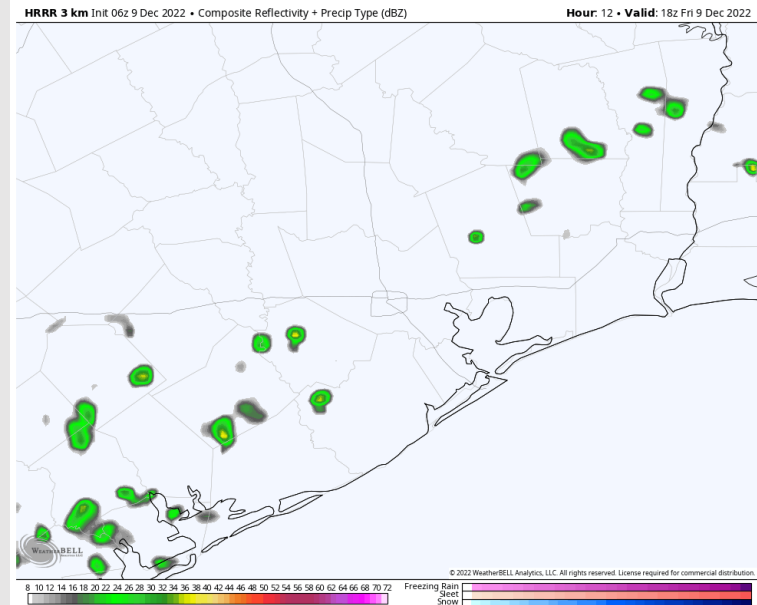 HRRR 3 km Init 06z 9 Dec 2022 • Composite Reflectivity + Precip Type (dBZ) Hour: 12 • Valid: 18z Fri 9 Dec 2022
WEATHERBELL
© 2022 WeatherBELL Analytics, LLC. All rights reserved. License required for commercial distribution.
8 10 12 14 16 18 20 22 24 26 28 30 32 34 36 38 40 42 44 46 48 50 52 54 56 58 60 62 64 66 68 70 72
Freezing Rain
Sleet
Snow